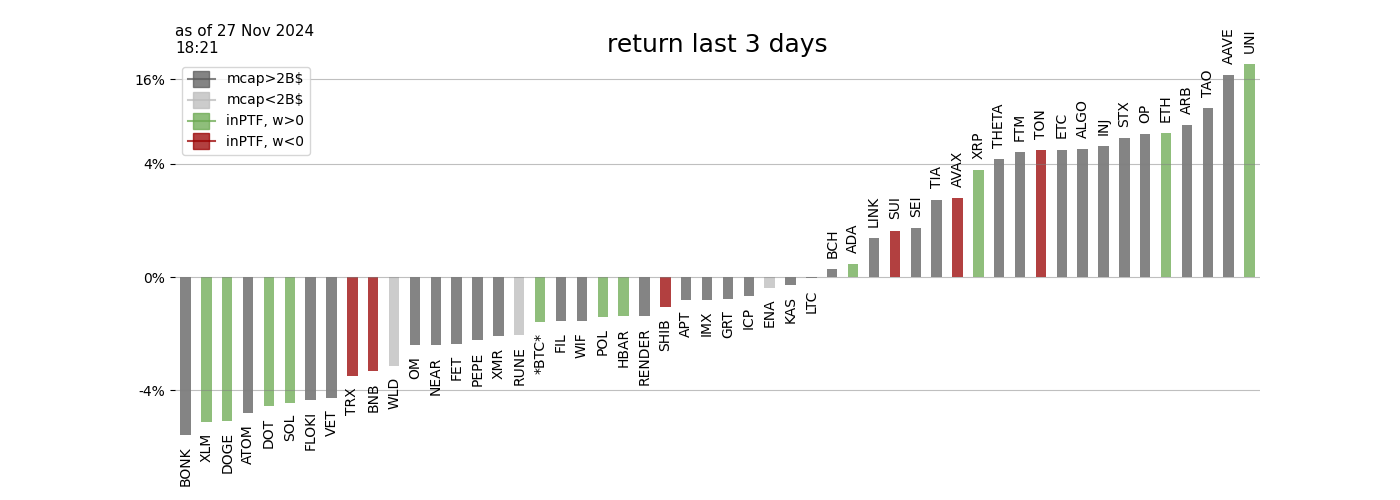 as of 27 Nov 2024
18:21
return last 3 days
mcap>2B$
mcap<2B$
inPTF, w>0
inPTF, w<0
16%
4%
0%
-4%
BONK
XLM
DOGE
ATOM
DOT
SOL
FLOKI
VET
TRX
BNB
WLD
OM
NEAR
FET
PEPE
XMR
RUNE
*BTC*
FIL
WIF
POL
HBAR
RENDER
SHIB
APT
IMX
GRT
ICP
ENA
KAS
LTC
BCH
ADA
LINK
SUI
SEI
TIA
AVAX
XRP
THETA
FTM
TON
ETC
ALGO
INJ
STX
OP
ETH
ARB
TAO
AAVE
UNI